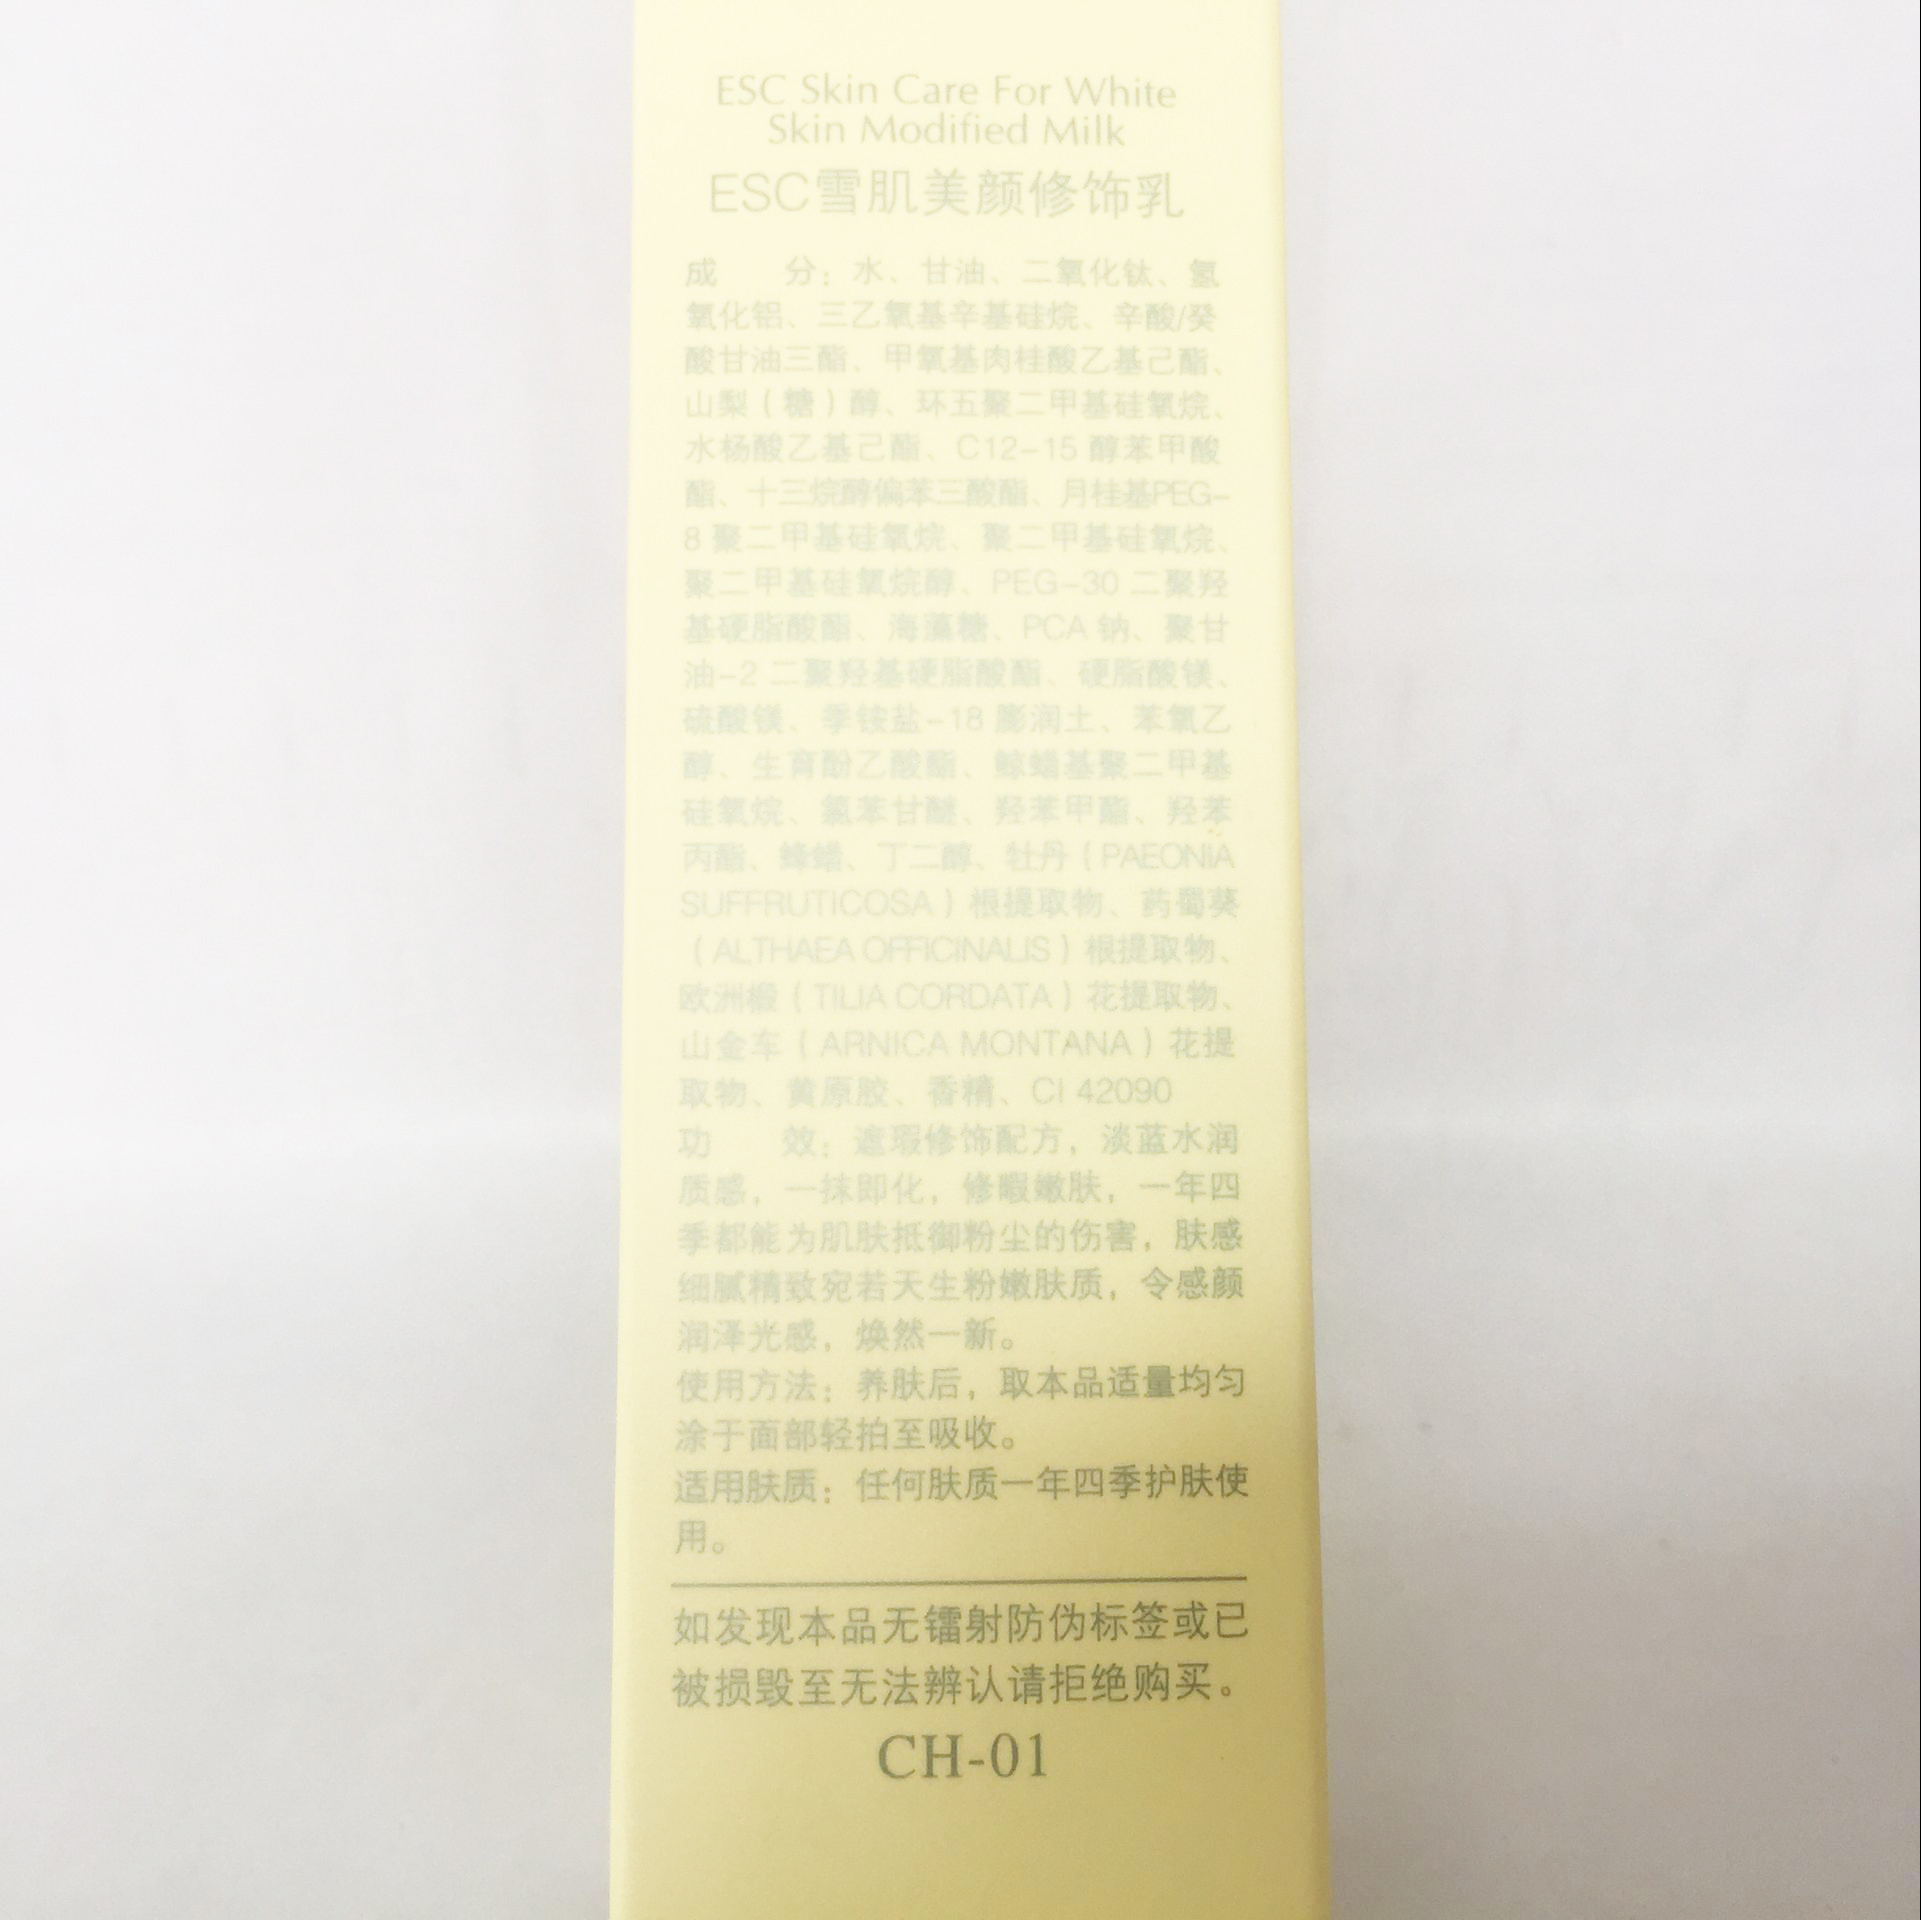 ESC Skin Care For White
Skin Modified Milk
ESC雪肌美颜修饰乳
成 分：水、甘油、二氧化钛、氢
氧化铝、三乙氧基辛基硅烷、辛酸/癸
酸甘油三酯、甲氧基肉桂酸乙基己酯、
山梨（糖）醇、环五聚二甲基硅氧烷、
水杨酸乙基己酯、C12-15 醇苯甲酸
酯、十三烷醇偏苯三酸酯、月桂基PEG-
8 聚二甲基硅氧烷、聚二甲基硅氧烷、
聚二甲基硅氧烷醇、PEG-30 二聚羟
基硬脂酸酯、海藻糖、PCA 钠、聚甘
油-2 二聚羟基硬脂酸酯、硬脂酸镁、
硫酸镁、季铵盐-18 膨润土、苯氧乙
醇、生育酚乙酸酯、鲸蜡基聚二甲基
硅氧烷、氯苯甘醚、羟苯甲酯、羟苯
丙酯、蜂蜡、丁二醇、牡丹（PAEONIA
SUFFRUTICOSA）根提取物、药蜀葵
（ALTHAEA OFFICINALIS）根提取物、
欧洲椴（TILIA CORDATA）花提取物、
山金车（ARNICA MONTANA）花提
取物、黄原胶、香精、CI 42090
功 效：遮瑕修饰配方，淡蓝水润
质感，一抹即化，修暇嫩肤，一年四
季都能为肌肤抵御粉尘的伤害，肤感
细腻精致宛若天生粉嫩肤质，令感颜
润泽光感，焕然一新。
使用方法：养肤后，取本品适量均匀
涂于面部轻拍至吸收。
适用肤质：任何肤质一年四季护肤使
用。
如发现本品无镭射防伪标签或已
被损毁至无法辨认请拒绝购买。
CH-01